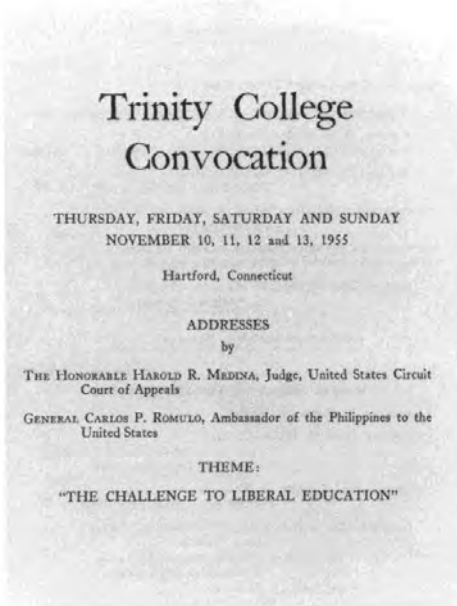 Trinity College
Convocation
THURSDAY, FRIDAY, SATURDAY AND SUNDAY
NOVEMBER 10, 11, 12 and 13, 1955
Hartford, Connecticut
ADDRESSES
by
THE HONORABLE HAROLD R. MEDINA, Judge, United States Circuit
Court of Appeals
GENERAL CARLOS P. ROMULO, Ambassador of the Philippines to the
United States
THEME:
"THE CHALLENGE TO LIBERAL EDUCATION"